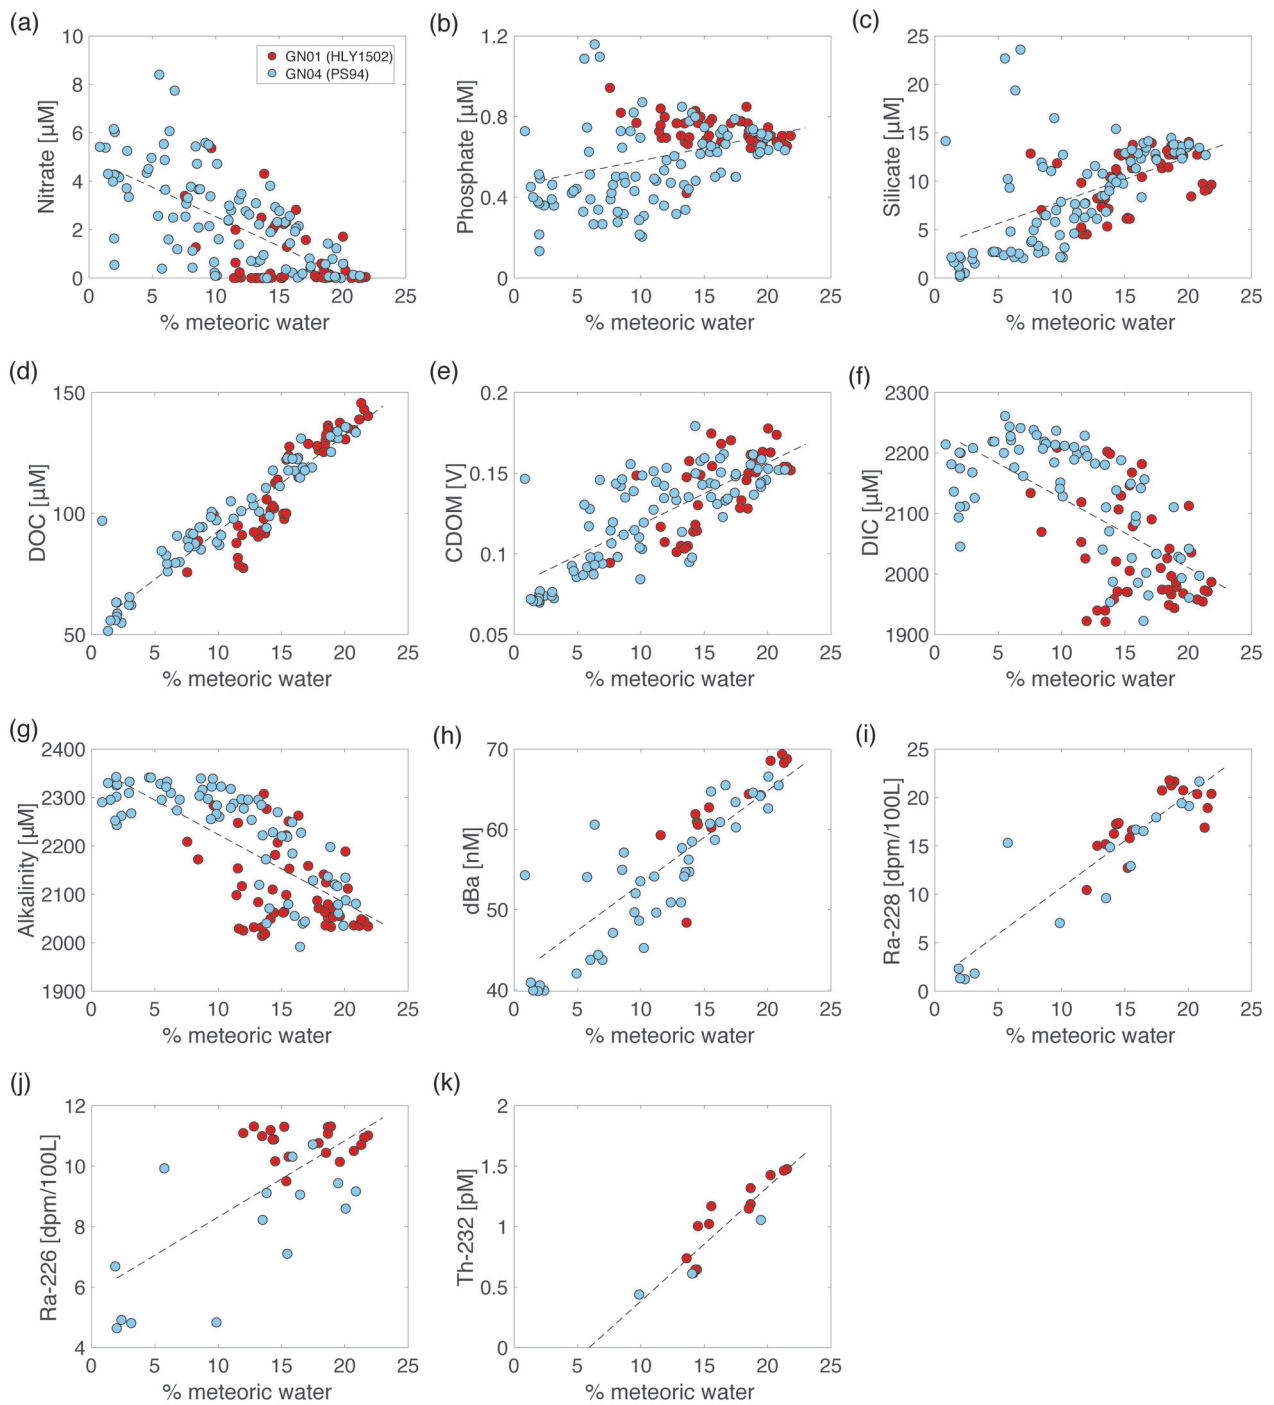 (a)
10
8
6
4
2
0
Nitrate [µM]
GN01 (HLY1502)
GN04 (PS94)
0 5 10 15 20 25
% meteoric water
(b)
1.2
0.8
0.4
0
Phosphate [µM]
0 5 10 15 20 25
% meteoric water
(c)
25
20
15
10
5
0
Silicate [µM]
0 5 10 15 20 25
% meteoric water
(d)
150
100
50
DOC [µM]
0 5 10 15 20 25
% meteoric water
(e)
0.2
0.15
0.1
0.05
CDOM [V]
0 5 10 15 20 25
% meteoric water
(f)
2300
2200
2100
2000
1900
DIC [µM]
0 5 10 15 20 25
% meteoric water
(g)
2400
2300
2200
2100
2000
1900
Alkalinity [µM]
0 5 10 15 20 25
% meteoric water
(h)
70
60
50
40
dBa [nM]
0 5 10 15 20 25
% meteoric water
(i)
25
20
15
10
5
0
Ra-228 [dpm/100L]
0 5 10 15 20 25
% meteoric water
(j)
12
10
8
6
4
Ra-226 [dpm/100L]
0 5 10 15 20 25
% meteoric water
(k)
2
1.5
1
0.5
0
Th-232 [pM]
0 5 10 15 20 25
% meteoric water